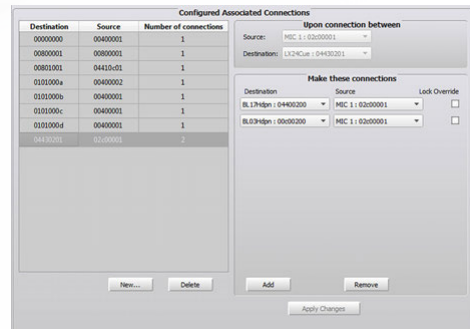 Configured Associated Connections
Destination Source Number of connections
00000000 00400001 1
00800001 00800001 1
00801001 04410c01 1
0101000a 00400002 1
0101000b 00400001 1
0101000c 00400001 1
0101000d 00400001 1
04430201 02c00001 2
New... Delete
Upon connection between
Source: MIC 1 : 02c00001
Destination: LX24Cue : 04430201
Make these connections
Destination Source Lock Override
BL17Hdpn : 04400200 MIC 1 : 02c00001
BL03Hdpn : 00c00200 MIC 1 : 02c00001
Add Remove
Apply Changes